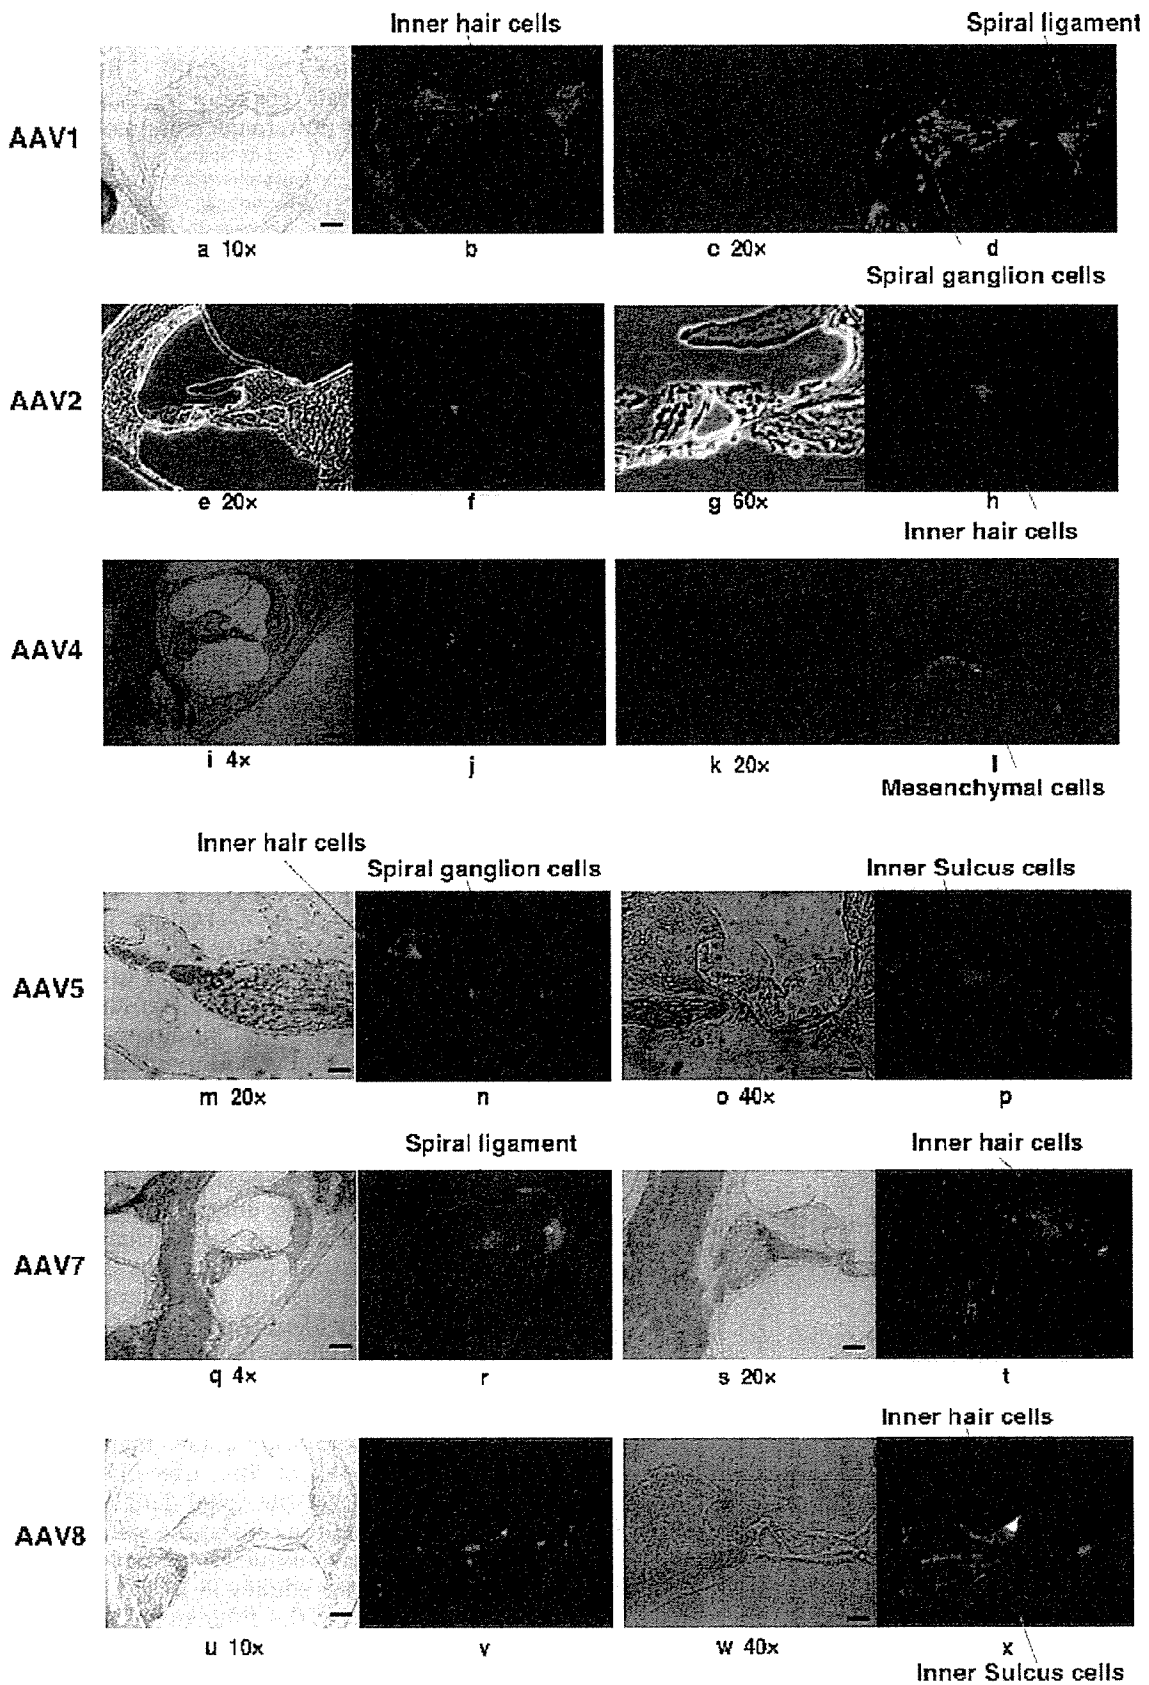 Inner hair cells
Spiral ligament
AAV1
a 10×
b
c 20×
d
Spiral ganglion cells
AAV2
e 20×
f
g 60×
h
Inner hair cells
AAV4
i 4×
j
k 20×
l
Mesenchymal cells
Inner hair cells
Spiral ganglion cells
Inner Sulcus cells
AAV5
m 20×
n
o 40×
p
Spiral ligament
Inner hair cells
AAV7
q 4×
r
s 20×
t
Inner hair cells
AAV8
u 10×
v
w 40×
x
Inner Sulcus cells